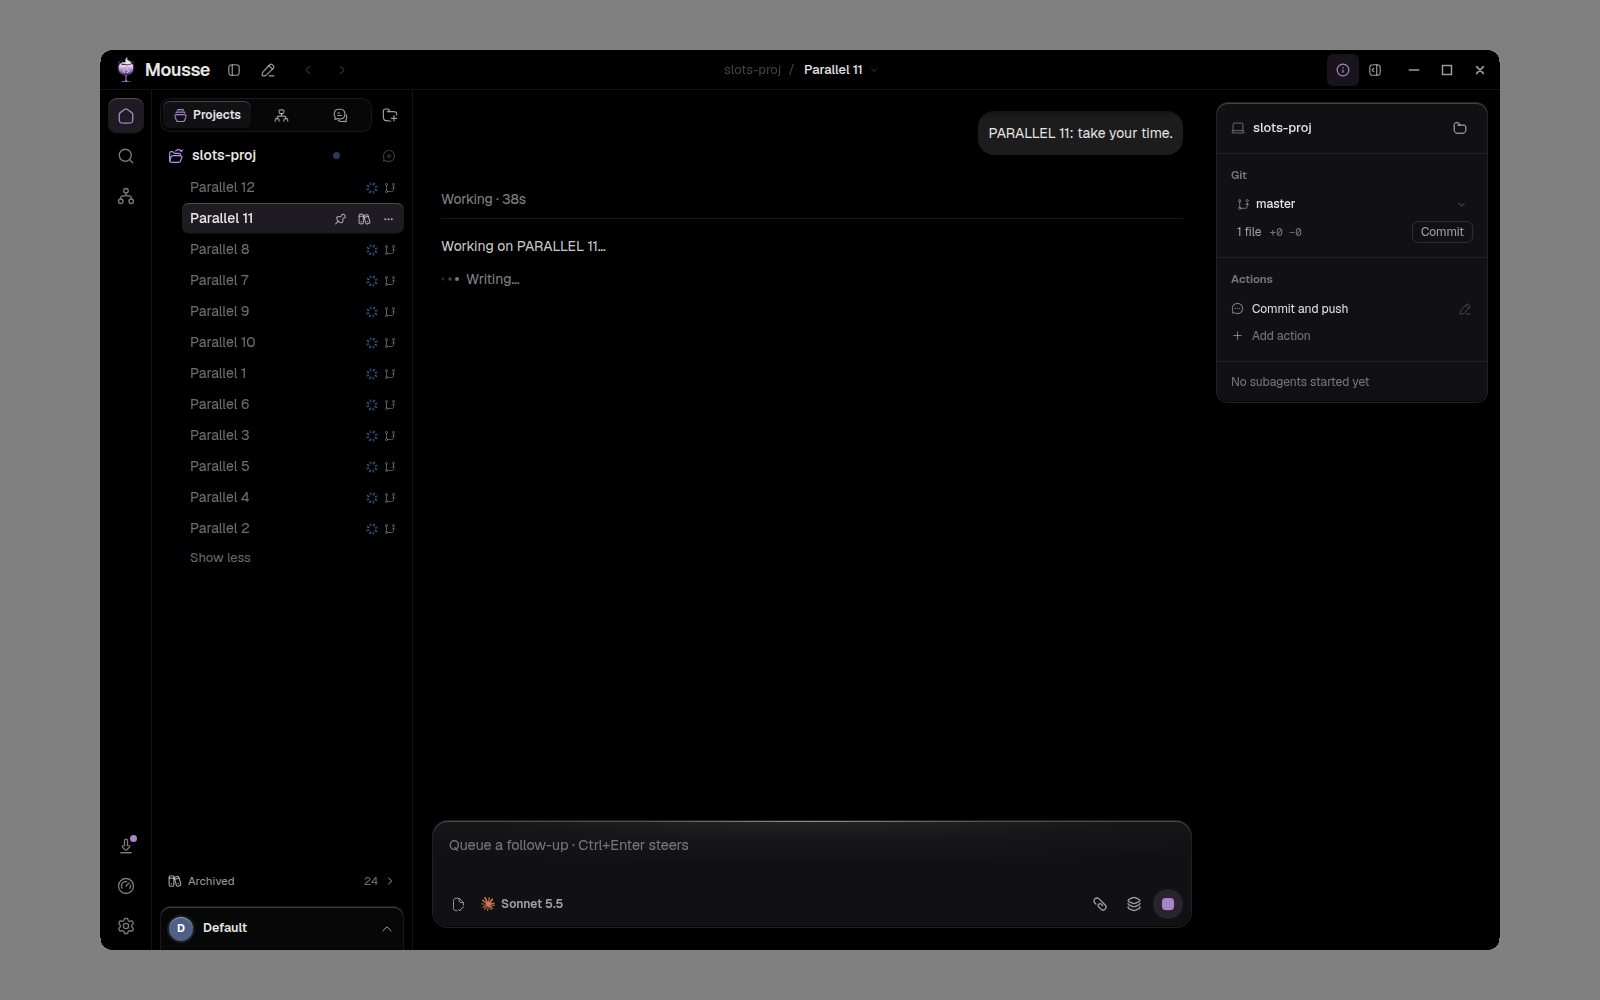 Mousse
slots-proj / Parallel 11
Projects
slots-proj
Parallel 12
Parallel 11
Parallel 8
Parallel 7
Parallel 9
Parallel 10
Parallel 1
Parallel 6
Parallel 3
Parallel 5
Parallel 4
Parallel 2
Show less
Archived 24
D Default
PARALLEL 11: take your time.
Working · 38s
Working on PARALLEL 11…
Writing…
Queue a follow-up · Ctrl+Enter steers
Sonnet 5.5
slots-proj
Git
master
1 file +0 −0 Commit
Actions
Commit and push
Add action
No subagents started yet